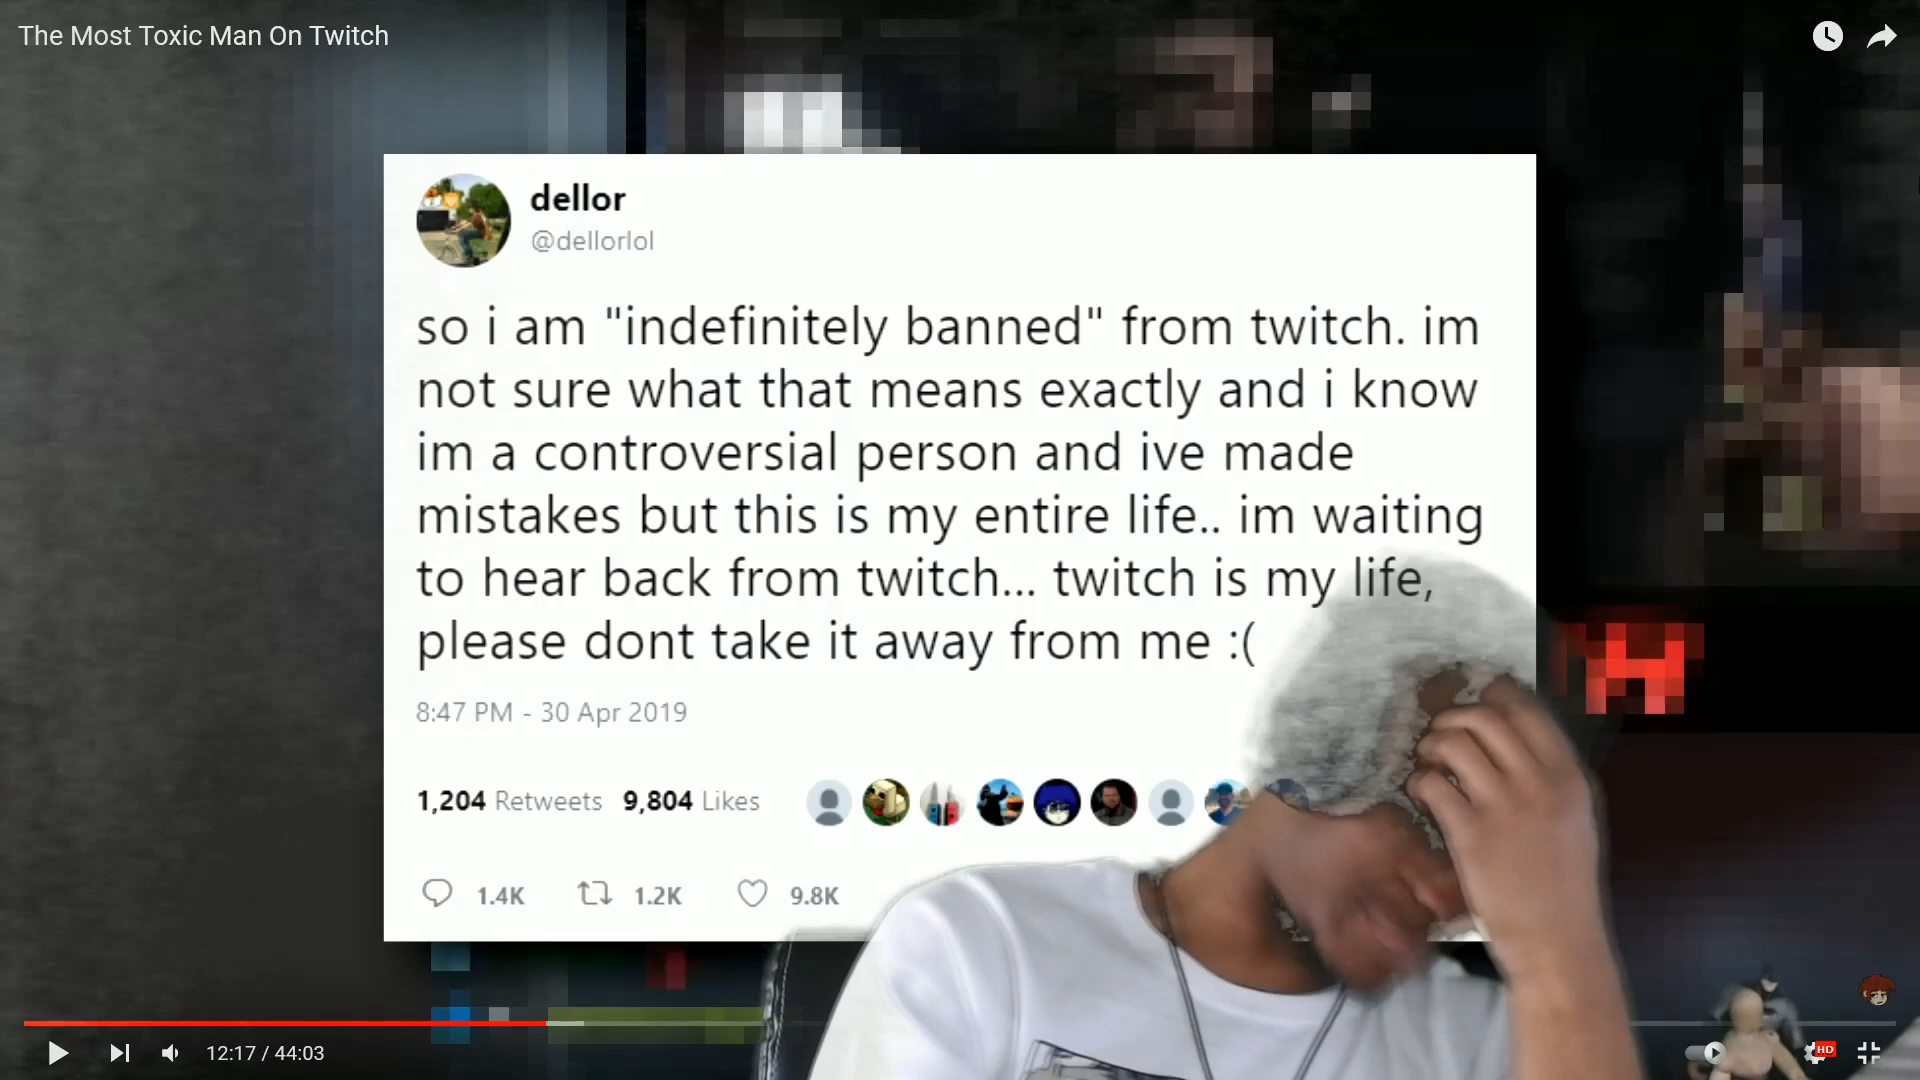 The Most Toxic Man On Twitch
dellor
@dellorlol
so i am "indefinitely banned" from twitch. im
not sure what that means exactly and i know
im a controversial person and ive made
mistakes but this is my entire life.. im waiting
to hear back from twitch... twitch is my life,
please dont take it away from me :(
8:47 PM - 30 Apr 2019
1,204 Retweets 9,804 Likes
1.4K 1.2K 9.8K
12:17 / 44:03
HD